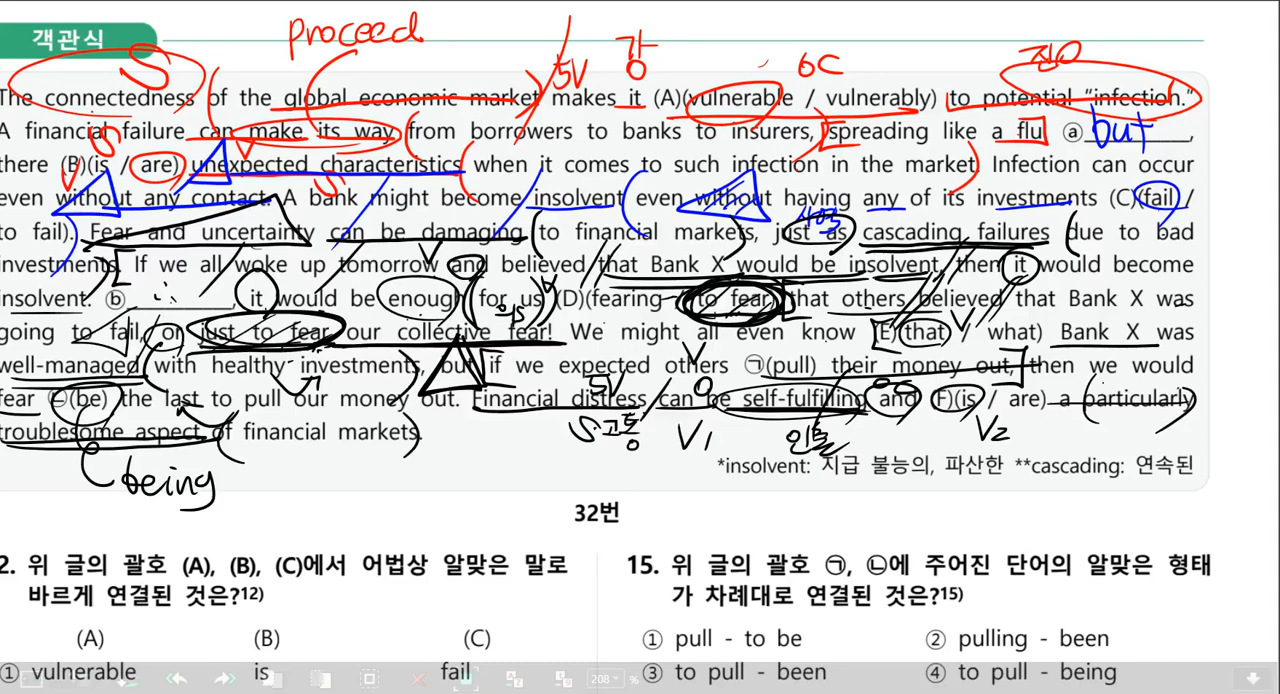 객관식
proceed
강
5V
O
OC
전O
S
The connectedness of the global economic market makes it (A)(vulnerable / vulnerably) to potential “infection.”
A financial failure can make its way from borrowers to banks to insurers, spreading like a flu. ⓐ but,
there (B)(is / are) unexpected characteristics when it comes to such infection in the market. Infection can occur
even without any contact. A bank might become insolvent even without having any of its investments (C)(fail /
to fail). Fear and uncertainty can be damaging to financial markets, just as cascading failures due to bad
investments. If we all woke up tomorrow and believed that Bank X would be insolvent, then it would become
insolvent. ⓑ ∴, it would be enough for us (D)(fearing / to fear) that others believed that Bank X was
going to fail, or just to fear our collective fear! We might all even know (E)(that / what) Bank X was
well-managed with healthy investments, but if we expected others ㉠(pull) their money out, then we would
fear ㉡(be) the last to pull our money out. Financial distress can be self-fulfilling and (F)(is / are) a particularly
troublesome aspect of financial markets.
S 고통
V1
V2
being
*insolvent: 지급 불능의, 파산한 **cascading: 연속된
32번
2. 위 글의 괄호 (A), (B), (C)에서 어법상 알맞은 말로
바르게 연결된 것은?12)
(A) (B) (C)
① vulnerable is fail
15. 위 글의 괄호 ㉠, ㉡에 주어진 단어의 알맞은 형태
가 차례대로 연결된 것은?15)
① pull - to be ② pulling - been
③ to pull - been ④ to pull - being
208 %